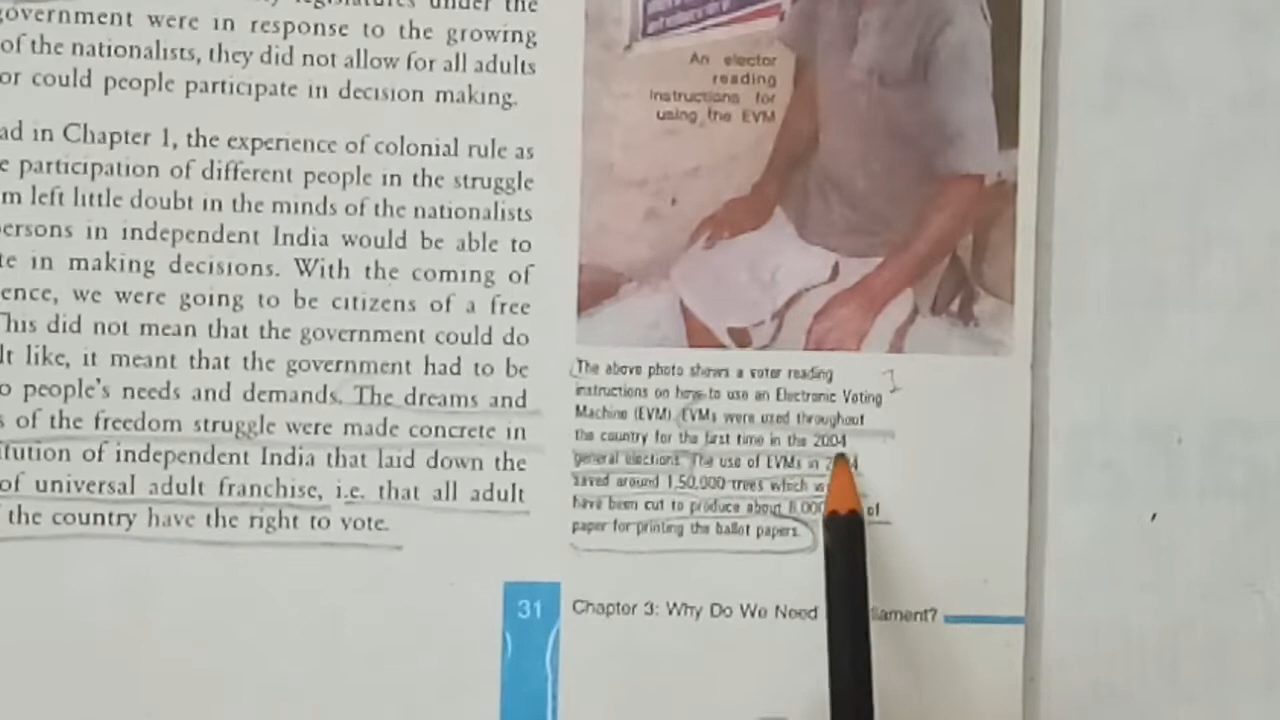 under the
government were in response to the growing
of the nationalists, they did not allow for all adults
or could people participate in decision making.
ad in Chapter 1, the experience of colonial rule as
e participation of different people in the struggle
m left little doubt in the minds of the nationalists
ersons in independent India would be able to
te in making decisions. With the coming of
ence, we were going to be citizens of a free
This did not mean that the government could do
lt like, it meant that the government had to be
o people's needs and demands. The dreams and
s of the freedom struggle were made concrete in
itution of independent India that laid down the
of universal adult franchise, i.e. that all adult
the country have the right to vote.
An elector
reading
instructions for
using the EVM
The above photo shows a voter reading
instructions on how to use an Electronic Voting
Machine (EVM). EVMs were used throughout
the country for the first time in the 2004
general elections. The use of EVMs in 2 4
saved around 1,50,000 trees which w
have been cut to produce about 8,000 of
paper for printing the ballot papers.
31 Chapter 3: Why Do We Need liament?